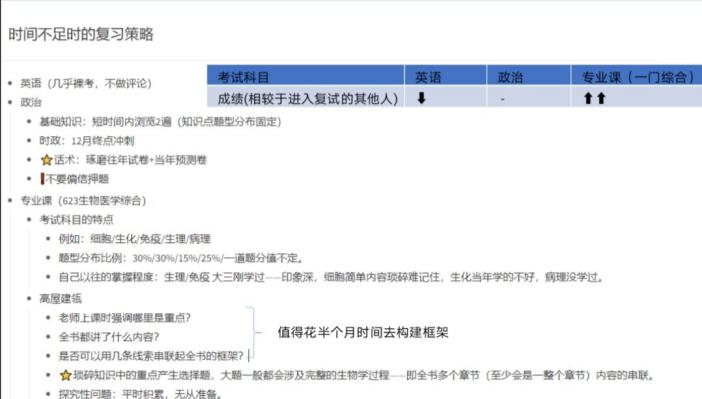 时间不足时的复习策略
考试科目 英语 政治 专业课（一门综合）
成绩(相较于进入复试的其他人) ⬇ - ⬆⬆
• 英语（几乎裸考，不做评论）
• 政治
• 基础知识：短时间内浏览2遍（知识点题型分布固定）
• 时政：12月终点冲刺
• ⭐话术：琢磨往年试卷+当年预测卷
• 不要偏信押题
• 专业课（623生物医学综合）
• 考试科目的特点
• 例如：细胞/生化/免疫/生理/病理
• 题型分布比例：30%/30%/15%/25%/一道题分值不定。
• 自己以往的掌握程度：生理/免疫 大三刚学过——印象深，细胞简单内容琐碎难记住，生化当年学的不好，病理没学过。
• 高屋建瓴
• 老师上课时强调哪里是重点？
• 全书都讲了什么内容？
• 是否可以用几条线索串联起全书的框架？
值得花半个月时间去构建框架
• ⭐琐碎知识中的重点产生选择题，大题一般都会涉及完整的生物学过程——即全书多个章节（至少会是一整个章节）内容的串联。
• 探究性问题：平时积累，无从准备。